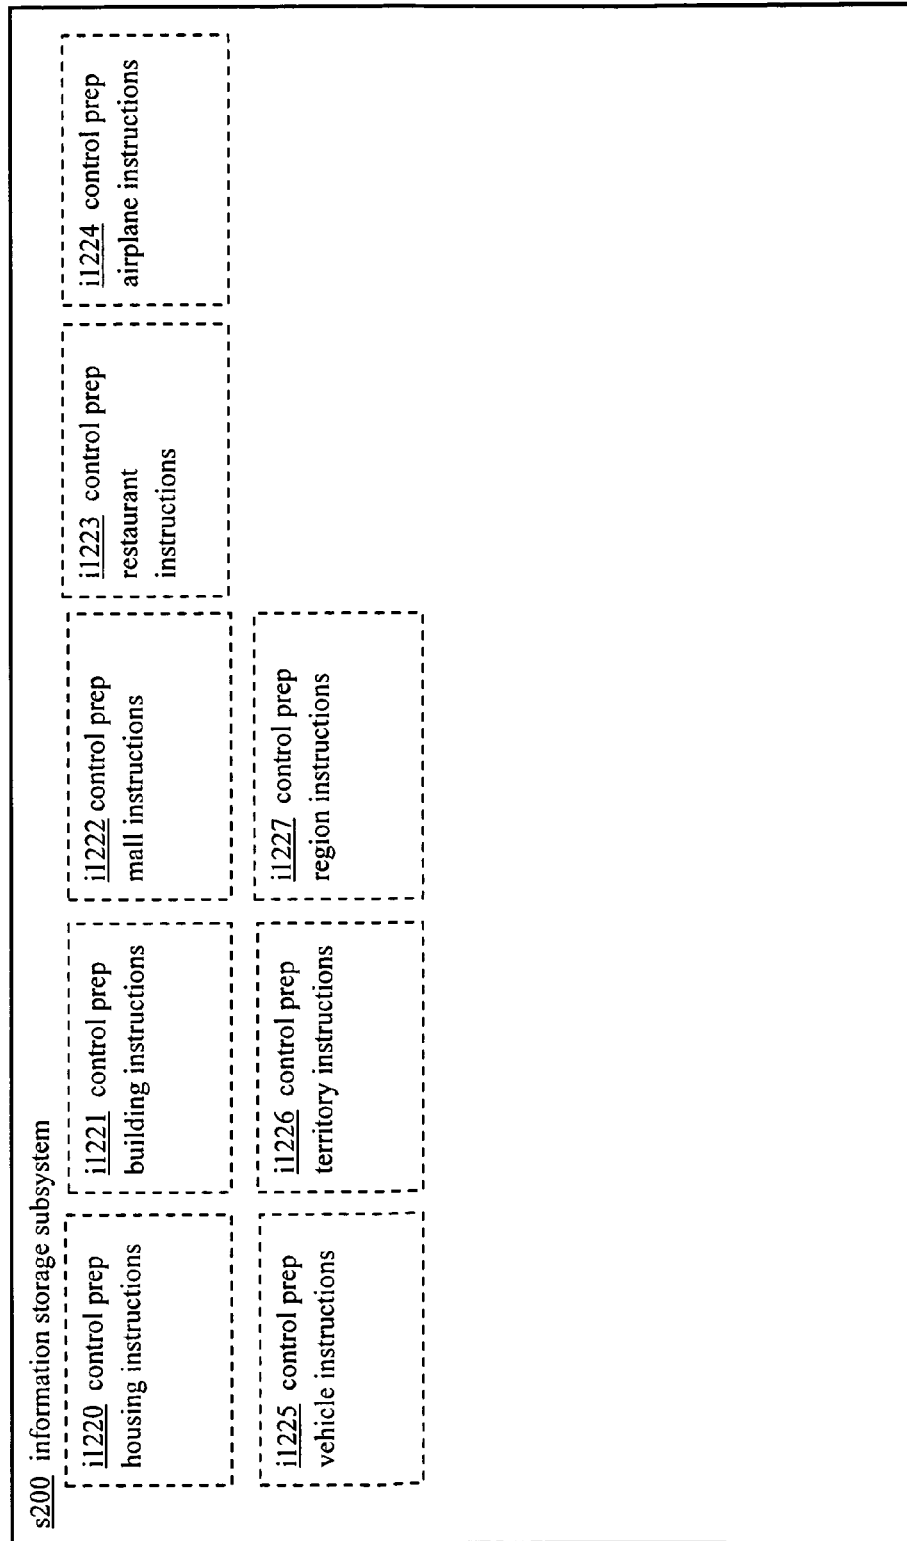 s200 information storage subsystem
i1220 control prep
housing instructions
i1221 control prep
building instructions
i1222 control prep
mall instructions
i1223 control prep
restaurant
instructions
i1224 control prep
airplane instructions
i1225 control prep
vehicle instructions
i1226 control prep
territory instructions
i1227 control prep
region instructions